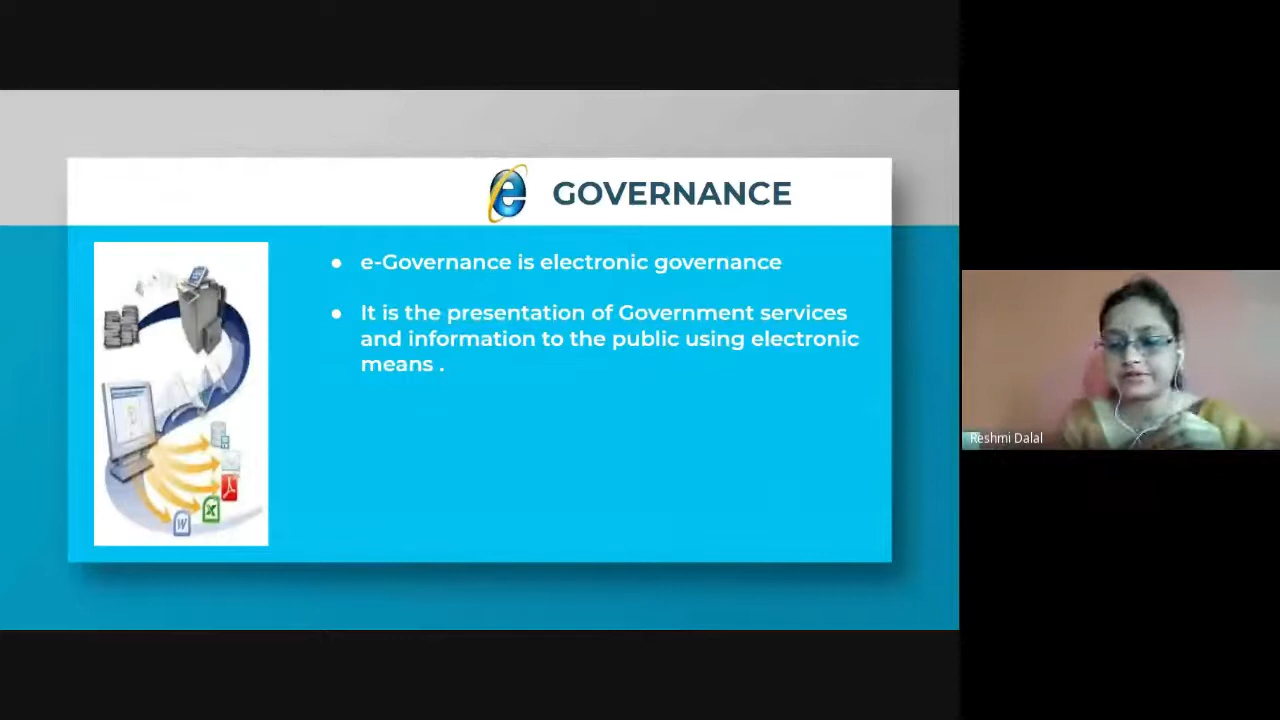 e GOVERNANCE
● e-Governance is electronic governance
● It is the presentation of Government services
and information to the public using electronic
means .
W
X
Reshmi Dalal